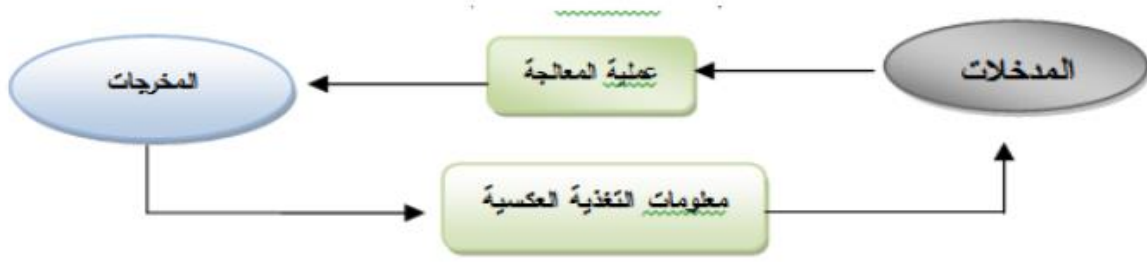 المدخلات
عملية المعالجة
المخرجات
معلومات التغذية العكسية